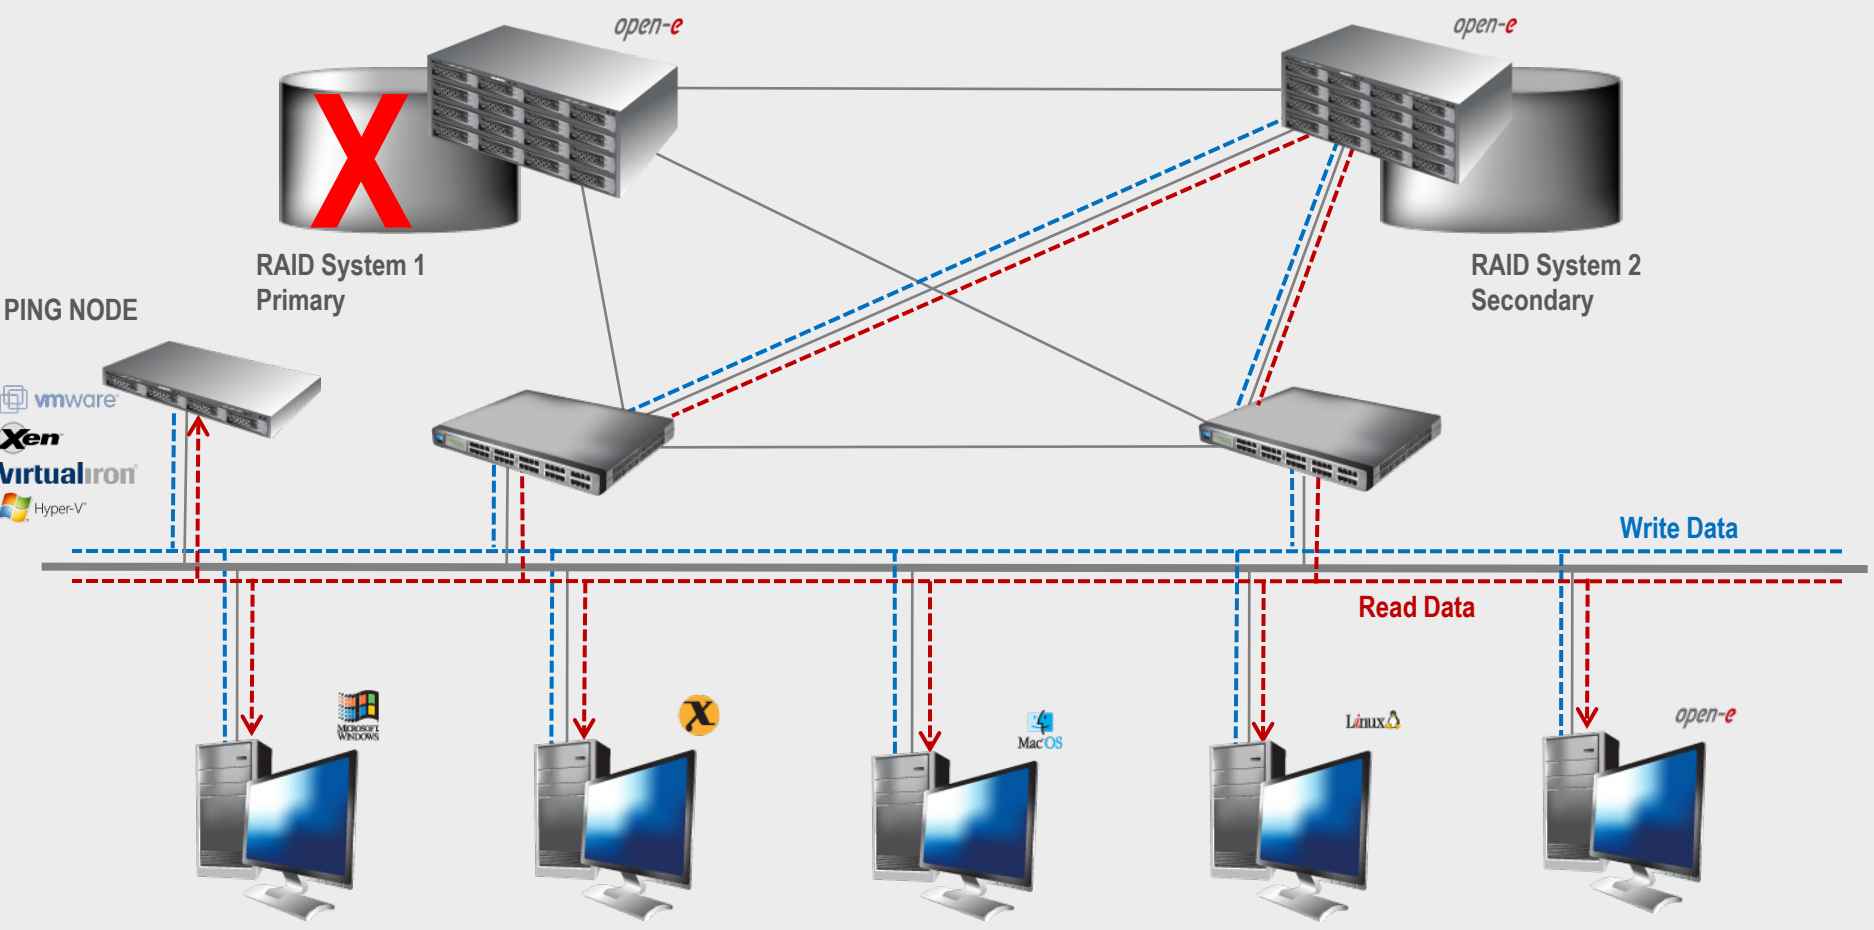 open-e
open-e
X
RAID System 1
Primary
RAID System 2
Secondary
PING NODE
vmware
Xen
virtualiron
Hyper-V
Write Data
Read Data
MICROSOFT
WINDOWS
X
Mac OS
Linux
open-e